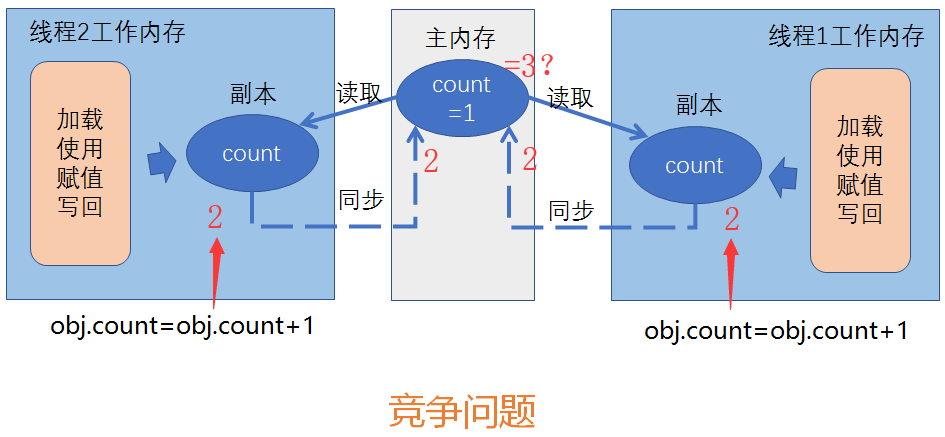 线程2工作内存
主内存
线程1工作内存
加载
使用
赋值
写回
副本
count
读取
count
=1
=3?
读取
副本
count
加载
使用
赋值
写回
2
同步
2
2
同步
2
obj.count=obj.count+1
obj.count=obj.count+1
竞争问题